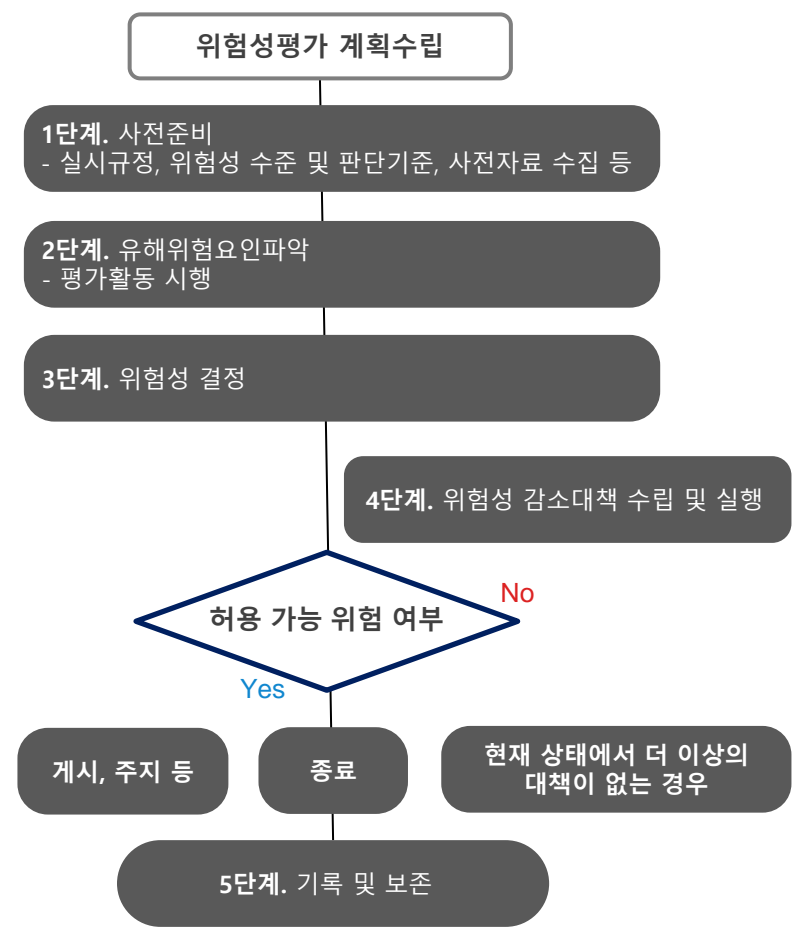 위험성평가 계획수립
1단계. 사전준비
- 실시규정, 위험성 수준 및 판단기준, 사전자료 수집 등
2단계. 유해위험요인파악
- 평가활동 시행
3단계. 위험성 결정
4단계. 위험성 감소대책 수립 및 실행
No
허용 가능 위험 여부
Yes
게시, 주지 등
종료
현재 상태에서 더 이상의
대책이 없는 경우
5단계. 기록 및 보존